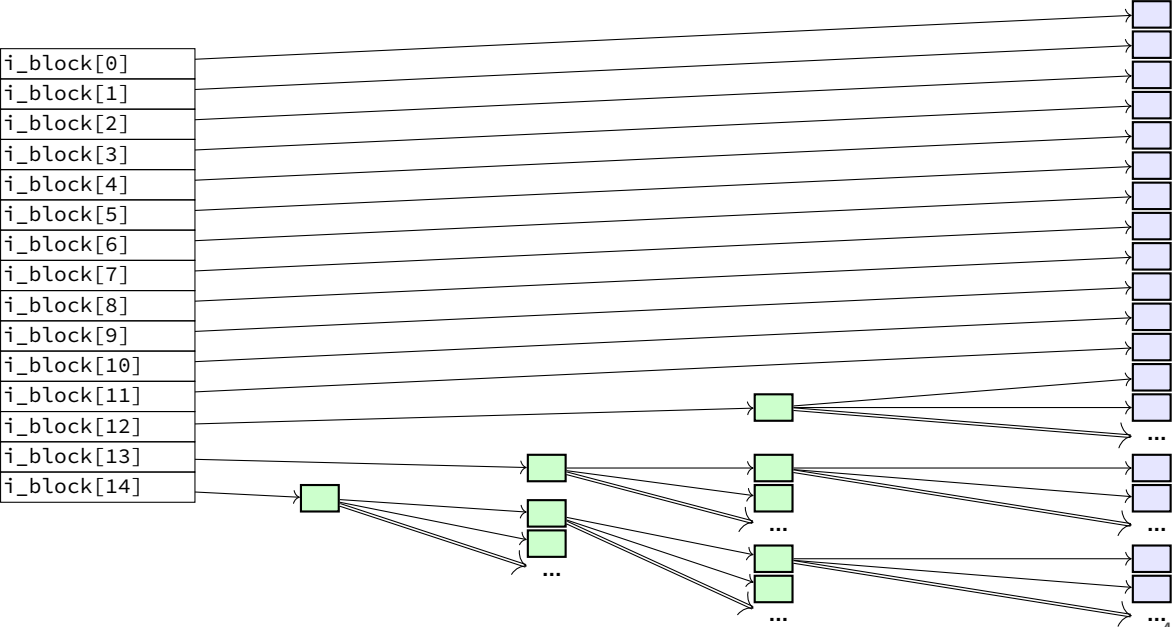 i_block[0]
i_block[1]
i_block[2]
i_block[3]
i_block[4]
i_block[5]
i_block[6]
i_block[7]
i_block[8]
i_block[9]
i_block[10]
i_block[11]
i_block[12]
...
i_block[13]
i_block[14]
...
...
...
...
...